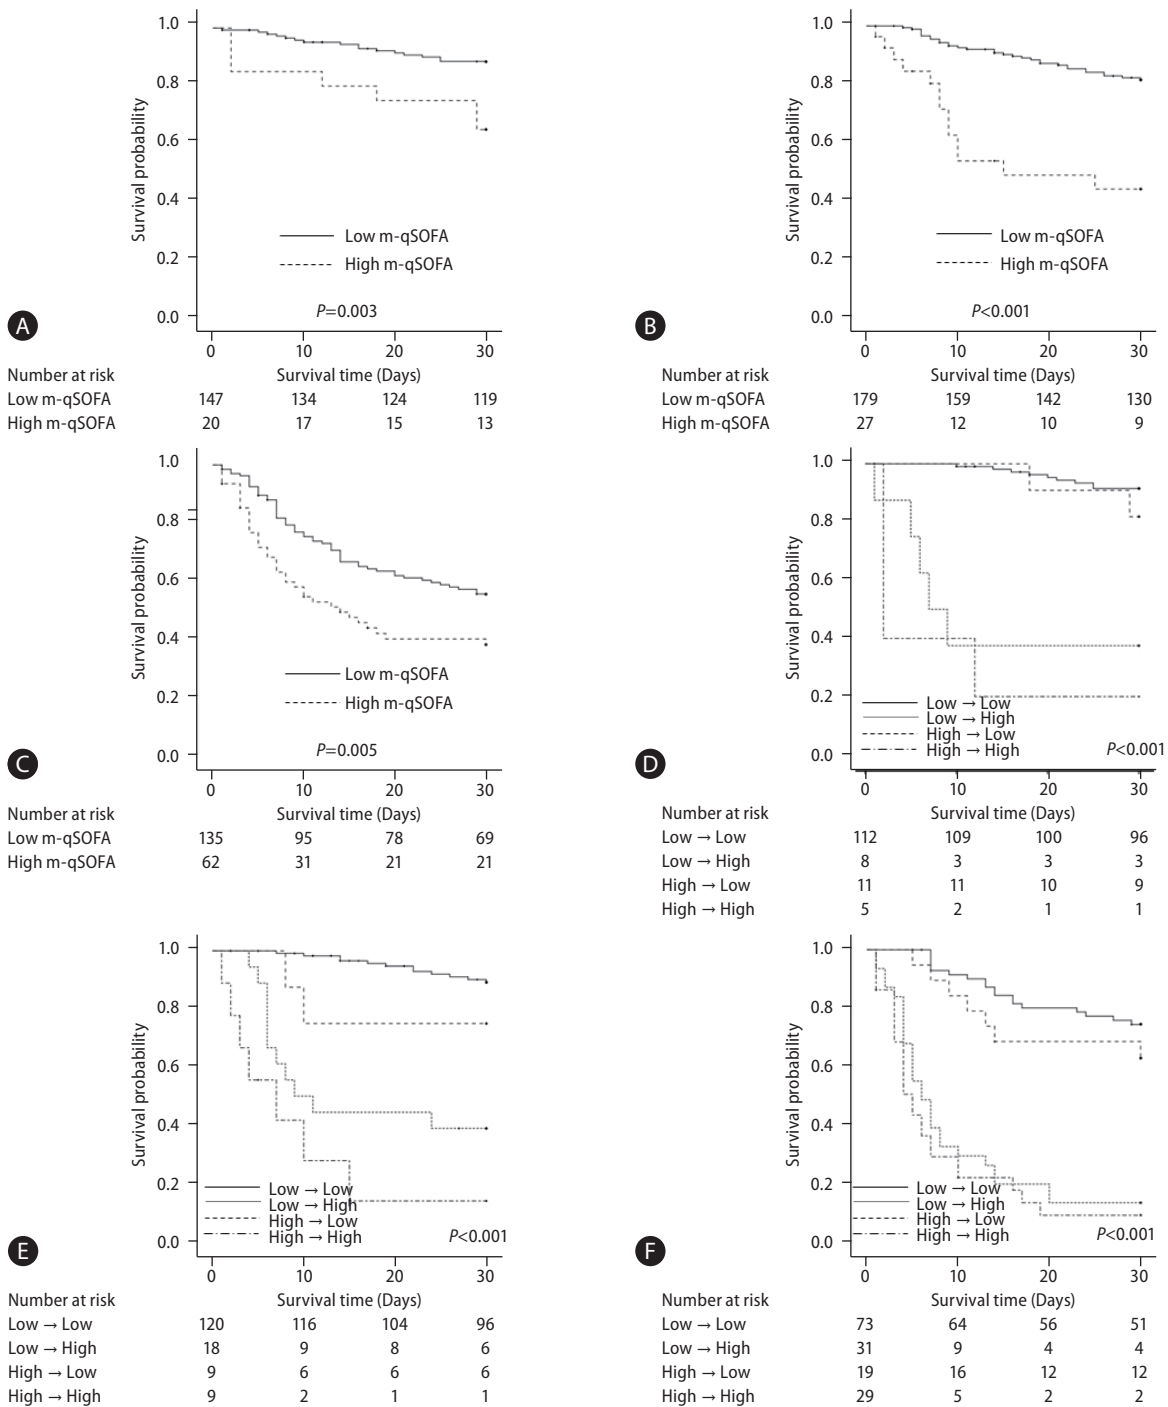 1.0
0.8
0.6
0.4
0.2
0.0
Survival probability
Low m-qSOFA
High m-qSOFA
P=0.003
A
0 10 20 30
Number at risk Survival time (Days)
Low m-qSOFA 147 134 124 119
High m-qSOFA 20 17 15 13
1.0
0.8
0.6
0.4
0.2
0.0
Survival probability
Low m-qSOFA
High m-qSOFA
P<0.001
B
0 10 20 30
Number at risk Survival time (Days)
Low m-qSOFA 179 159 142 130
High m-qSOFA 27 12 10 9
1.0
0.8
0.6
0.4
0.2
0.0
Survival probability
Low m-qSOFA
High m-qSOFA
P=0.005
C
0 10 20 30
Number at risk Survival time (Days)
Low m-qSOFA 135 95 78 69
High m-qSOFA 62 31 21 21
1.0
0.8
0.6
0.4
0.2
0.0
Survival probability
Low → Low
Low → High
High → Low
High → High
P<0.001
D
0 10 20 30
Number at risk Survival time (Days)
Low → Low 112 109 100 96
Low → High 8 3 3 3
High → Low 11 11 10 9
High → High 5 2 1 1
1.0
0.8
0.6
0.4
0.2
0.0
Survival probability
Low → Low
Low → High
High → Low
High → High
P<0.001
E
0 10 20 30
Number at risk Survival time (Days)
Low → Low 120 116 104 96
Low → High 18 9 8 6
High → Low 9 6 6 6
High → High 9 2 1 1
1.0
0.8
0.6
0.4
0.2
0.0
Survival probability
Low → Low
Low → High
High → Low
High → High
P<0.001
F
0 10 20 30
Number at risk Survival time (Days)
Low → Low 73 64 56 51
Low → High 31 9 4 4
High → Low 19 16 12 12
High → High 29 5 2 2